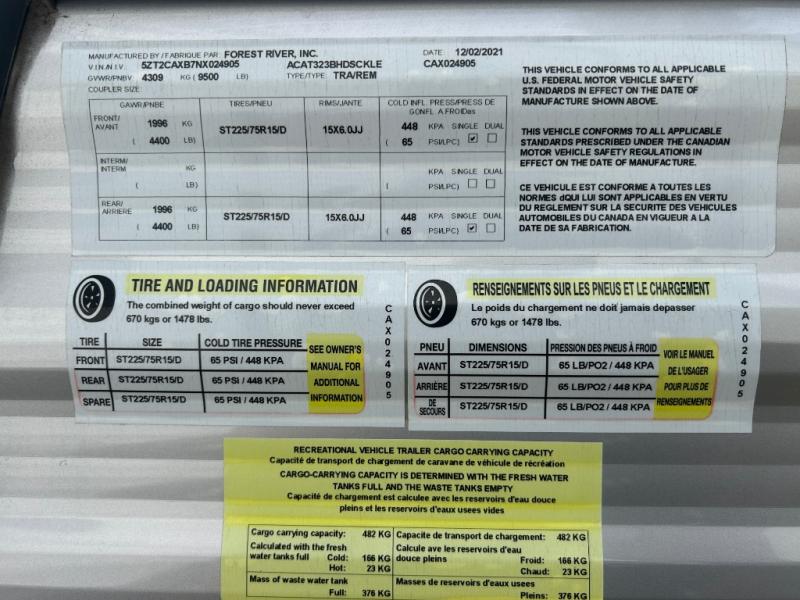 MANUFACTURED BY / FABRIQUE PAR FOREST RIVER, INC. DATE 12/02/2021
V.I.N/N.I.V. 5ZT2CAXB7NX024905 ACAT323BHDSCKLE CAX024905
GVWR/PNBV 4309 KG ( 9500 LB) TYPE/TYPE TRA/REM
COUPLER SIZE:
GAWR/PNBE TIRES/PNEU RIMS/JANTE COLD INFL PRESS/PRESS DE GONFL A FROIDas
FRONT/ AVANT 1996 KG ST225/75R15/D 15X6.0JJ 448 KPA SINGLE DUAL
( 4400 LB) ( 65 PSI/LPC)
INTERM/ INTERM KG KPA SINGLE DUAL
( LB) ( PSI/LPC)
REAR/ ARRIERE 1996 KG ST225/75R15/D 15X6.0JJ 448 KPA SINGLE DUAL
( 4400 LB) ( 65 PSI/LPC)
THIS VEHICLE CONFORMS TO ALL APPLICABLE
U.S. FEDERAL MOTOR VEHICLE SAFETY
STANDARDS IN EFFECT ON THE DATE OF
MANUFACTURE SHOWN ABOVE.
THIS VEHICLE CONFORMS TO ALL APPLICABLE
STANDARDS PRESCRIBED UNDER THE CANADIAN
MOTOR VEHICLE SAFETY REGULATIONS IN
EFFECT ON THE DATE OF MANUFACTURE.
CE VEHICULE EST CONFORME A TOUTES LES
NORMES dQUI LUI SONT APPLICABLES EN VERTU
DU REGLEMENT SUR LA SECURITE DES VEHICULES
AUTOMOBILES DU CANADA EN VIGUEUR A LA
DATE DE SA FABRICATION.
TIRE AND LOADING INFORMATION
The combined weight of cargo should never exceed
670 kgs or 1478 lbs.
TIRE SIZE COLD TIRE PRESSURE
FRONT ST225/75R15/D 65 PSI / 448 KPA
REAR ST225/75R15/D 65 PSI / 448 KPA
SPARE ST225/75R15/D 65 PSI / 448 KPA
SEE OWNER'S
MANUAL FOR
ADDITIONAL
INFORMATION
CAX024905
RENSEIGNEMENTS SUR LES PNEUS ET LE CHARGEMENT
Le poids du chargement ne doit jamais depasser
670 kgs or 1478 lbs.
PNEU DIMENSIONS PRESSION DES PNEUS À FROID
AVANT ST225/75R15/D 65 LB/PO2 / 448 KPA
ARRIÈRE ST225/75R15/D 65 LB/PO2 / 448 KPA
DE SECOURS ST225/75R15/D 65 LB/PO2 / 448 KPA
VOIR LE MANUEL
DE L'USAGER
POUR PLUS DE
RENSEIGNEMENTS
CAX024905
RECREATIONAL VEHICLE TRAILER CARGO CARRYING CAPACITY
Capacité de transport de chargement de caravane de véhicule de récréation
CARGO-CARRYING CAPACITY IS DETERMINED WITH THE FRESH WATER
TANKS FULL AND THE WASTE TANKS EMPTY
Capacité de chargement est calculee avec les reservoirs d'eau douce
pleins et les reservoirs d'eaux usees vides
Cargo carrying capacity: 482 KG
Calculated with the fresh
water tanks full Cold: 166 KG
Hot: 23 KG
Mass of waste water tank
Full: 376 KG
Capacitie de transport de chargement: 482 KG
Calcule ave les reservoirs d'eau
douce pleins Froid: 166 KG
Chaud: 23 KG
Masses de reservoirs d'eaux usees
Pleins: 376 KG